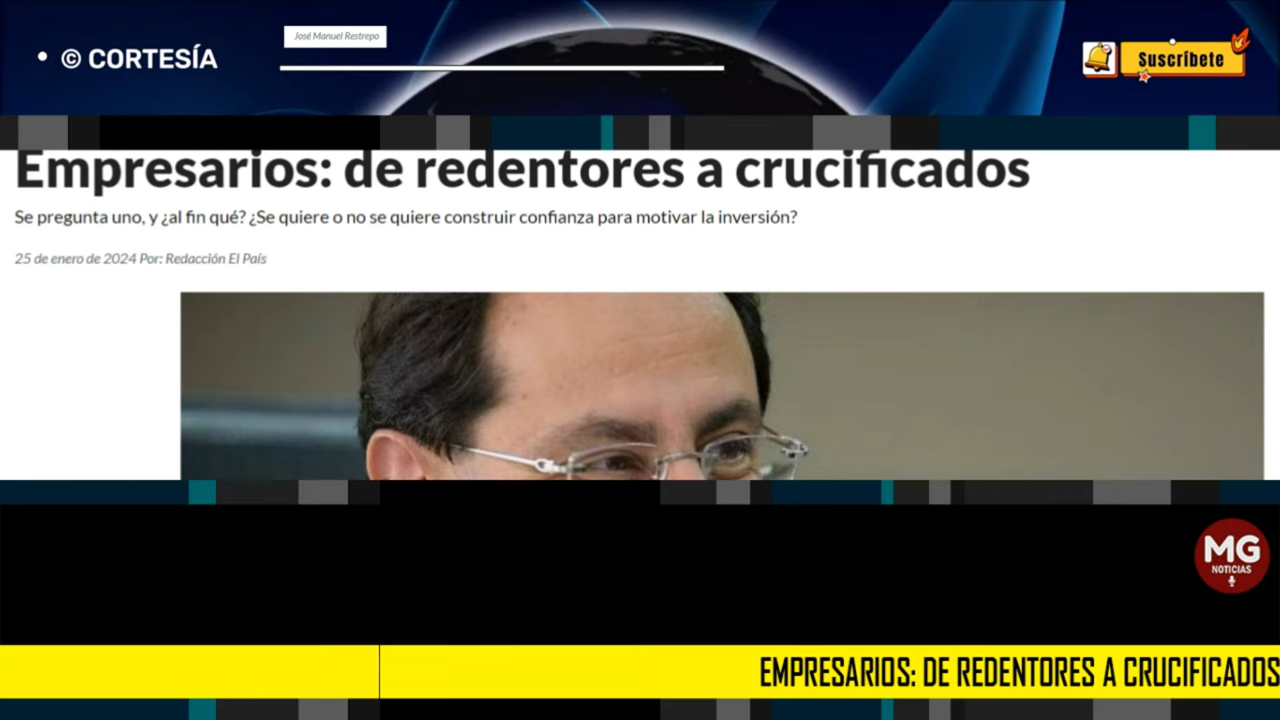 José Manuel Restrepo
• © CORTESÍA
Suscríbete
Empresarios: de redentores a crucificados
Se pregunta uno, y ¿al fin qué? ¿Se quiere o no se quiere construir confianza para motivar la inversión?
25 de enero de 2024 Por: Redacción El País
MG
NOTICIAS
EMPRESARIOS: DE REDENTORES A CRUCIFICADOS